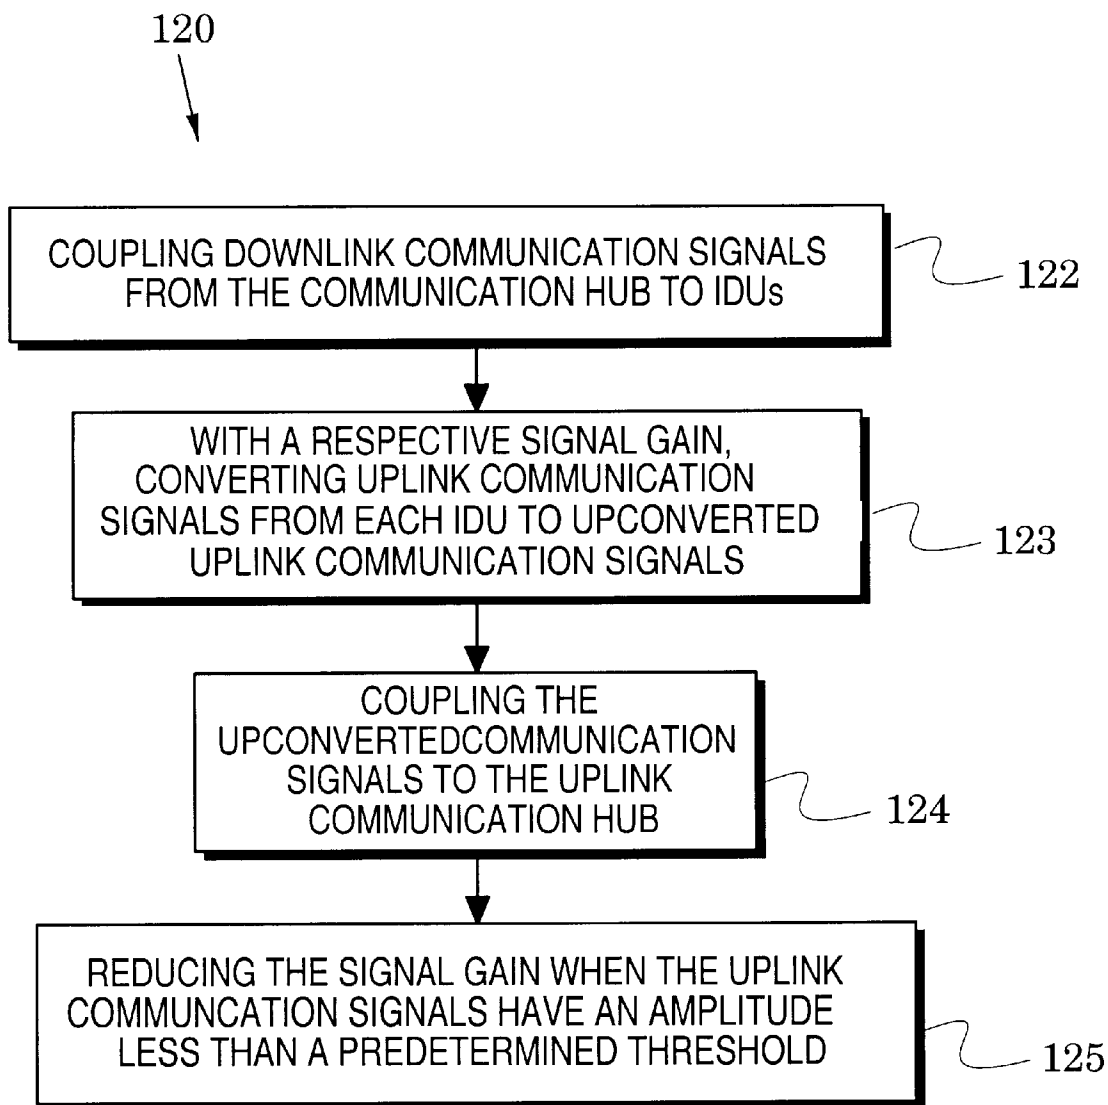 120
COUPLING DOWNLINK COMMUNICATION SIGNALS
FROM THE COMMUNICATION HUB TO IDUs
122
WITH A RESPECTIVE SIGNAL GAIN,
CONVERTING UPLINK COMMUNICATION
SIGNALS FROM EACH IDU TO UPCONVERTED
UPLINK COMMUNICATION SIGNALS
123
COUPLING THE
UPCONVERTEDCOMMUNICATION
SIGNALS TO THE UPLINK
COMMUNICATION HUB
124
REDUCING THE SIGNAL GAIN WHEN THE UPLINK
COMMUNCATION SIGNALS HAVE AN AMPLITUDE
LESS THAN A PREDETERMINED THRESHOLD
125